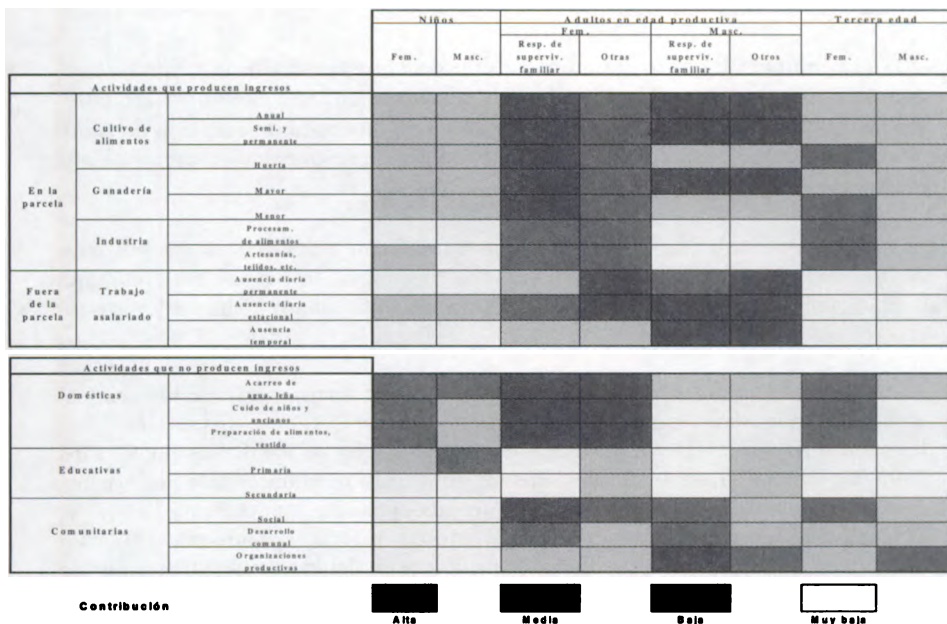 Niños Adultos en edad productiva Tercera edad
Fem. Masc.
Fem. Masc. Resp. de superviv. familiar Otras Resp. de superviv. familiar Otros Fem. Masc.
Actividades que producen ingresos
En la parcela
Cultivo de alimentos
Anual
Semi. y permanente
Huerta
Ganadería
Mayor
Menor
Industria
Procesam. de alimentos
Artesanías, tejidos, etc.
Fuera de la parcela
Trabajo asalariado
Ausencia diaria permanente
Ausencia diaria estacional
Ausencia temporal
Actividades que no producen ingresos
Domésticas
Acarreo de agua, leña
Cuido de niños y ancianos
Preparación de alimentos, vestido
Educativas
Primaria
Secundaria
Comunitarias
Social
Desarrollo comunal
Organizaciones productivas
Contribución
Alta Media Baja Muy baja